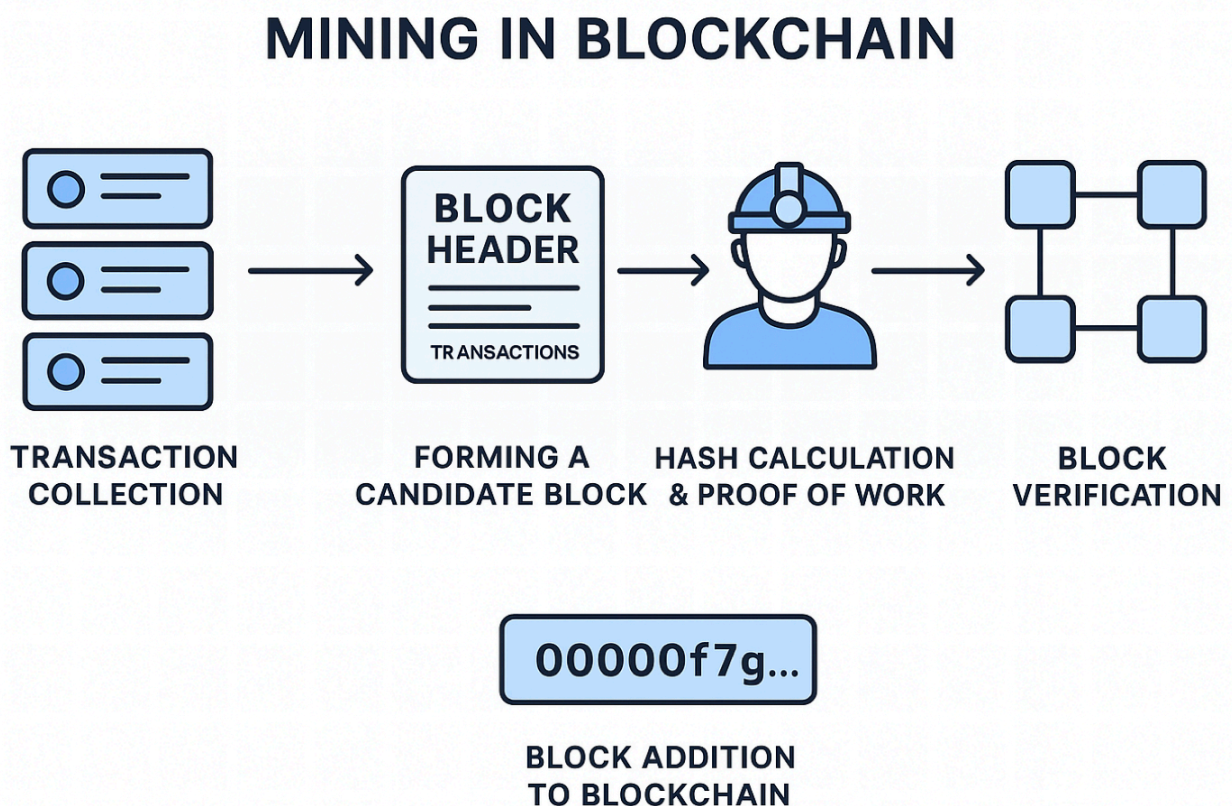 MINING IN BLOCKCHAIN
BLOCK
HEADER
TRANSACTIONS
TRANSACTION
COLLECTION
FORMING A
CANDIDATE BLOCK
HASH CALCULATION
& PROOF OF WORK
BLOCK
VERIFICATION
00000f7g...
BLOCK ADDITION
TO BLOCKCHAIN